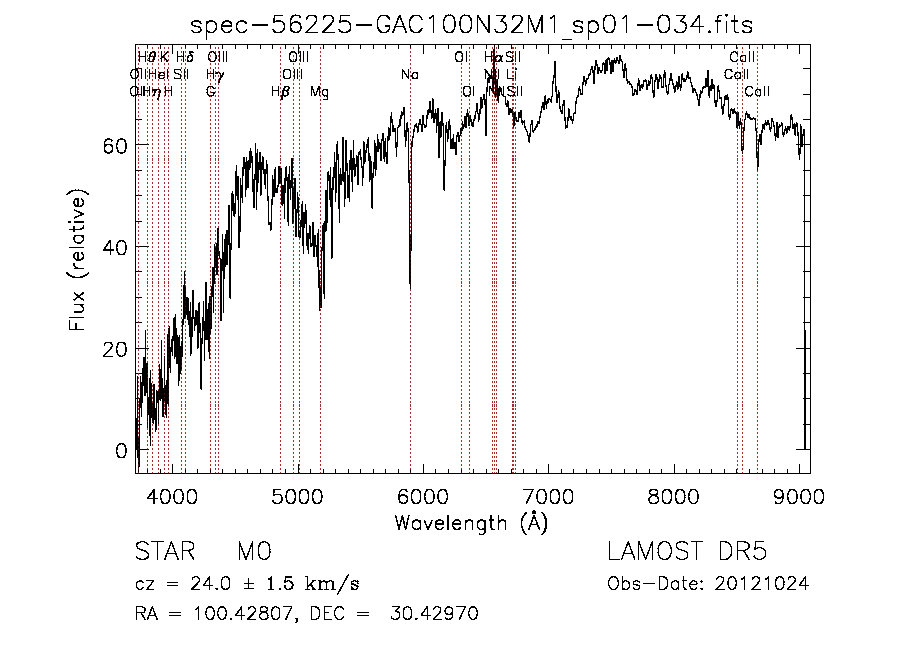 spec-56225-GAC100N32M1_sp01-034.fits
Hθ K Hδ OIII OIII OI Hα SII CaII
OII HeI SII Hγ OIII Na NI Li CaII
OII Hη H G Hβ Mg OI NII SII CaII
60
40
20
0
Flux (relative)
4000 5000 6000 7000 8000 9000
Wavelength (Å)
STAR M0 LAMOST DR5
cz = 24.0 ± 1.5 km/s Obs-Date: 20121024
RA = 100.42807, DEC = 30.42970